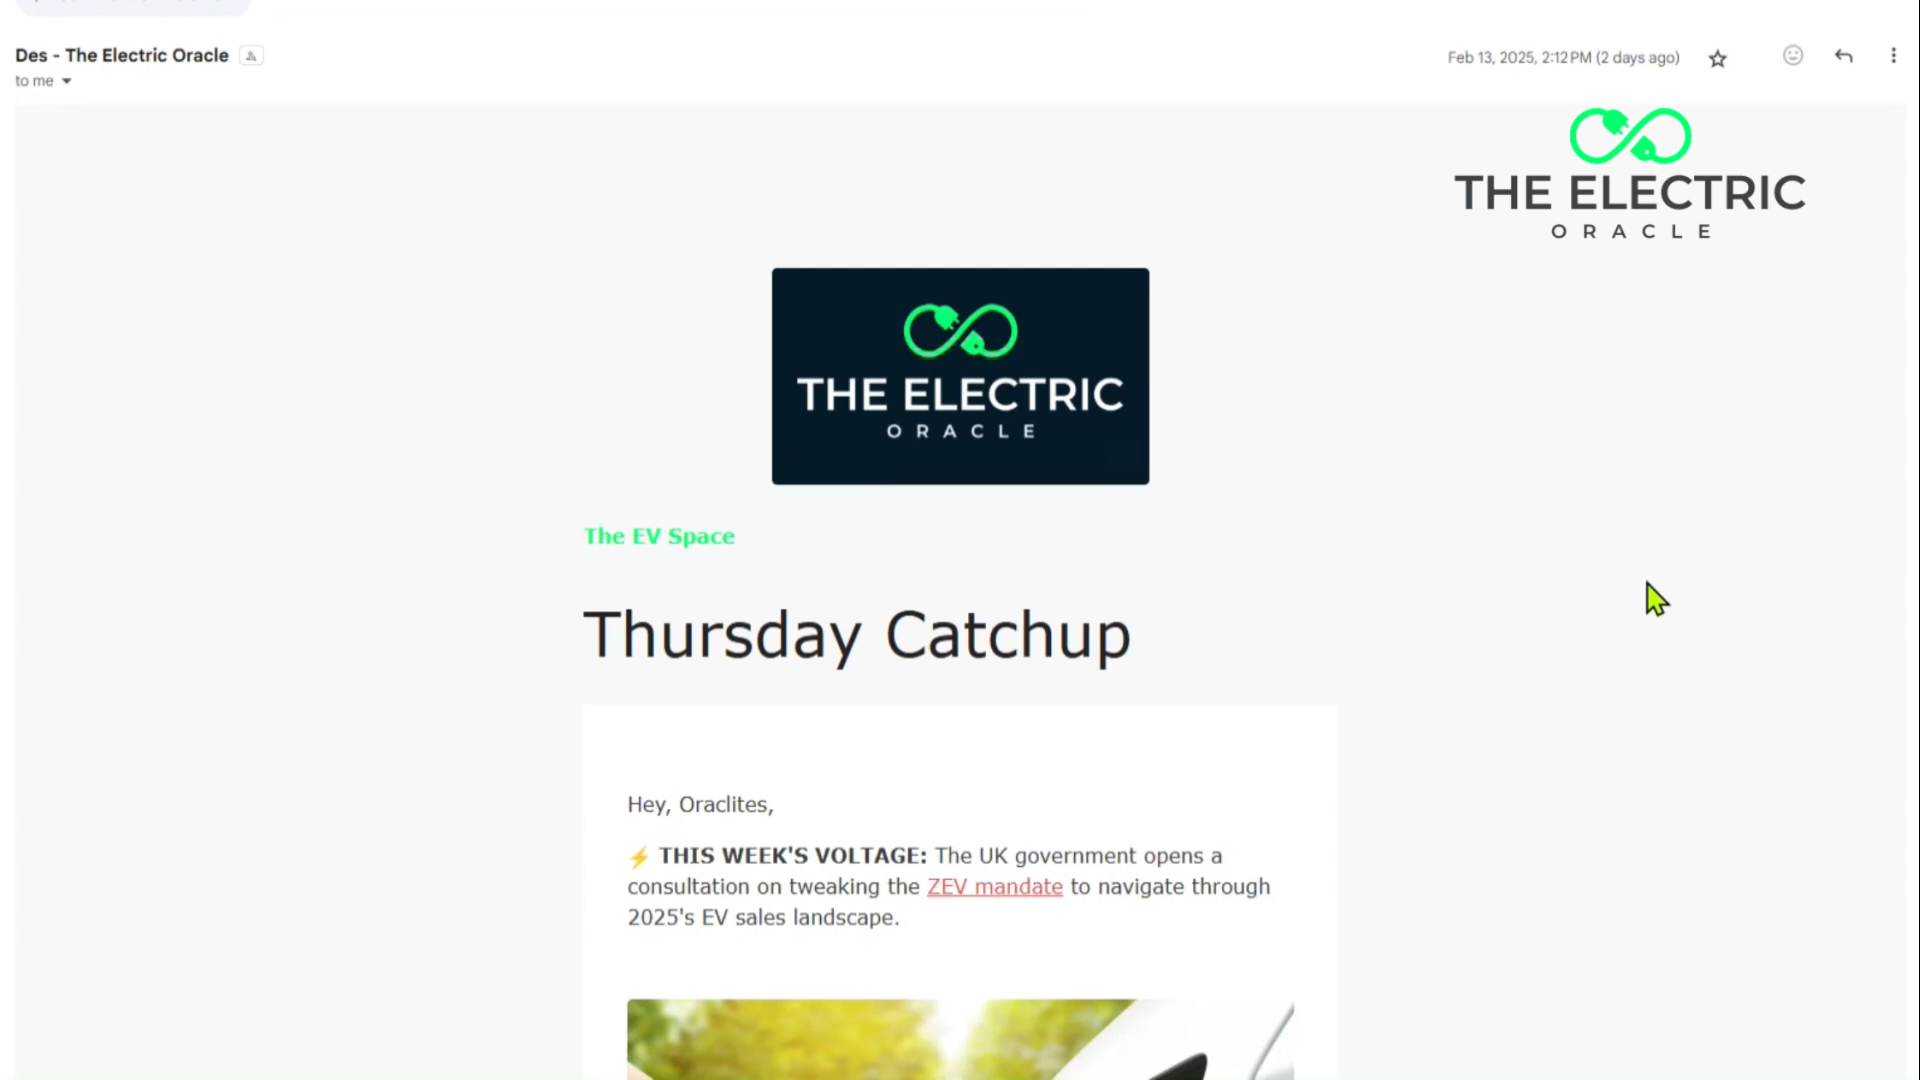 Des - The Electric Oracle
Feb 13, 2025, 2:12 PM (2 days ago)
to me
THE ELECTRIC
ORACLE
THE ELECTRIC
ORACLE
The EV Space
Thursday Catchup
Hey, Oraclites,
⚡ THIS WEEK'S VOLTAGE: The UK government opens a
consultation on tweaking the ZEV mandate to navigate through
2025's EV sales landscape.